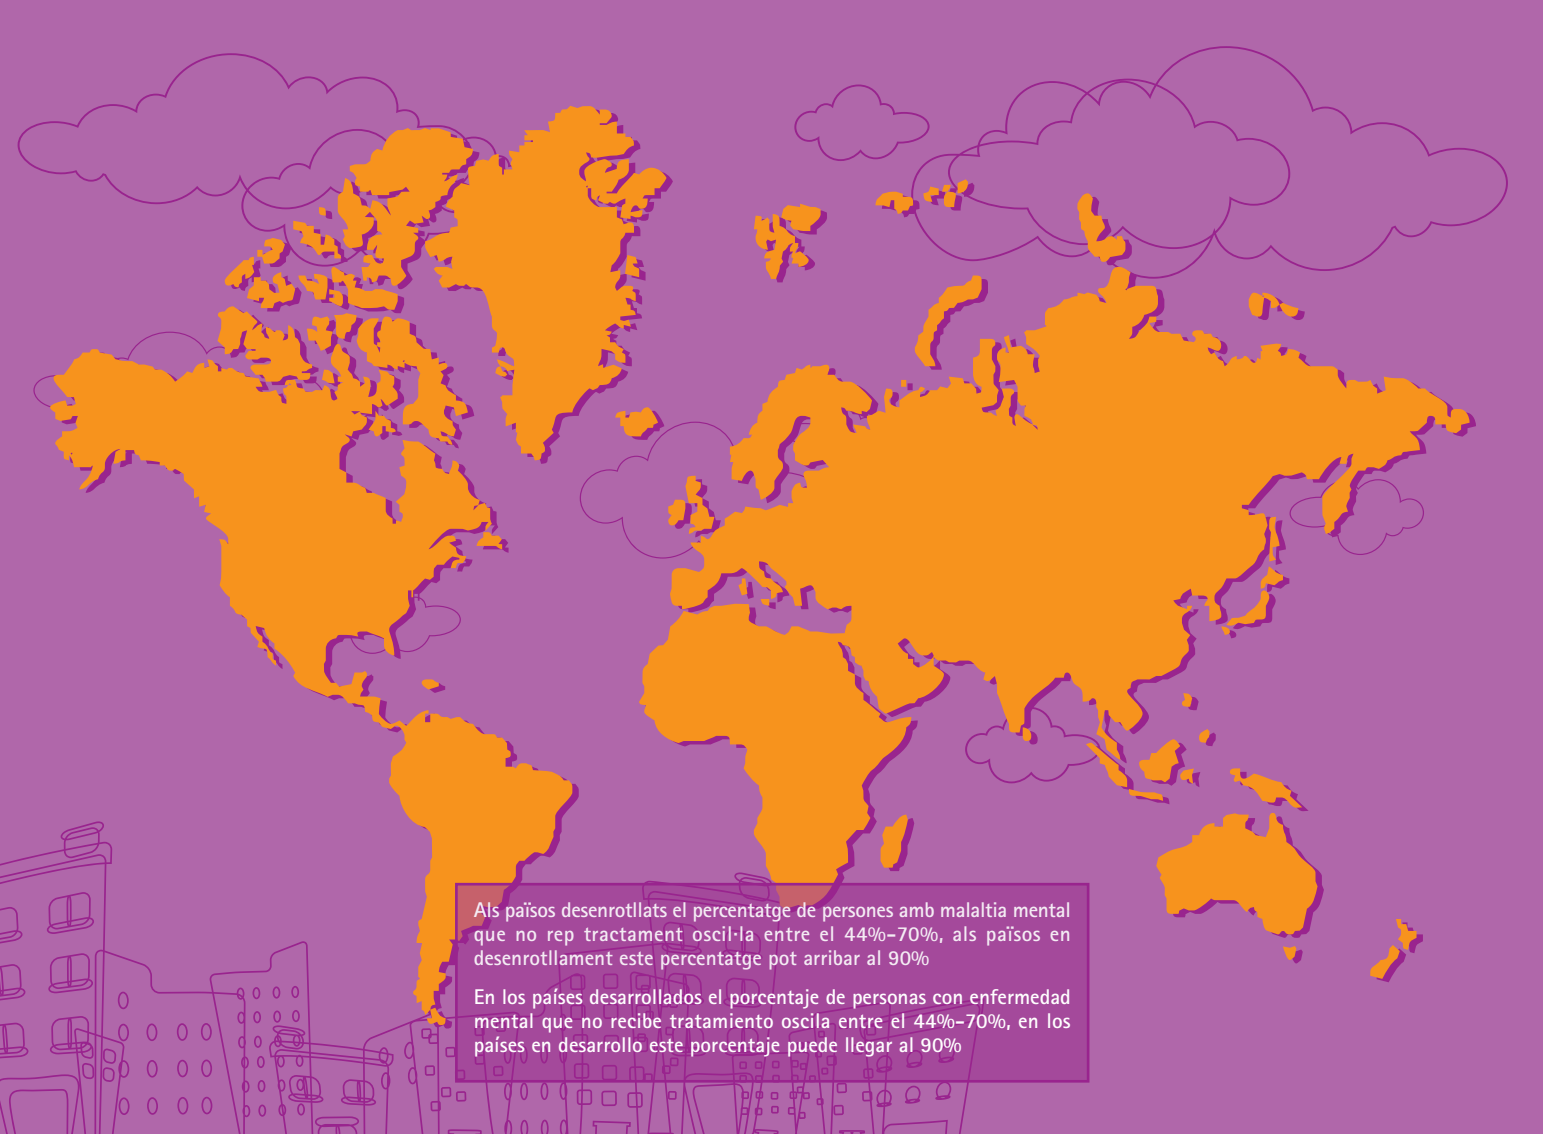 Als països desenrotllats el percentatge de persones amb malaltia mental
que no rep tractament oscil·la entre el 44%-70%, als països en
desenrotllament este percentatge pot arribar al 90%
En los países desarrollados el porcentaje de personas con enfermedad
mental que no recibe tratamiento oscila entre el 44%-70%, en los
países en desarrollo este porcentaje puede llegar al 90%